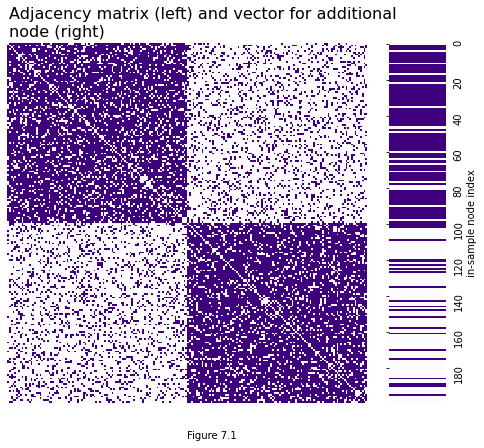 Adjacency matrix (left) and vector for additional
node (right)
0
20
40
60
80
100
120
140
160
180
in-sample node index
Figure 7.1